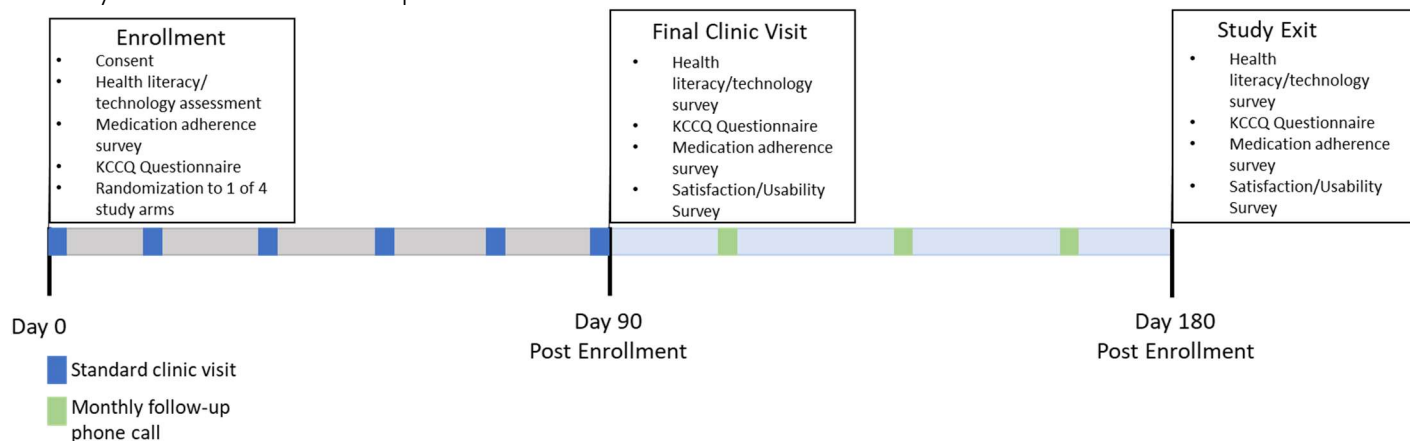 Enrollment
• Consent
• Health literacy/
technology assessment
• Medication adherence
survey
• KCCQ Questionnaire
• Randomization to 1 of 4
study arms
Final Clinic Visit
• Health
literacy/technology
survey
• KCCQ Questionnaire
• Medication adherence
survey
• Satisfaction/Usability
Survey
Study Exit
• Health
literacy/technology
survey
• KCCQ Questionnaire
• Medication adherence
survey
• Satisfaction/Usability
Survey
Day 0
Day 90
Post Enrollment
Day 180
Post Enrollment
Standard clinic visit
Monthly follow-up
phone call